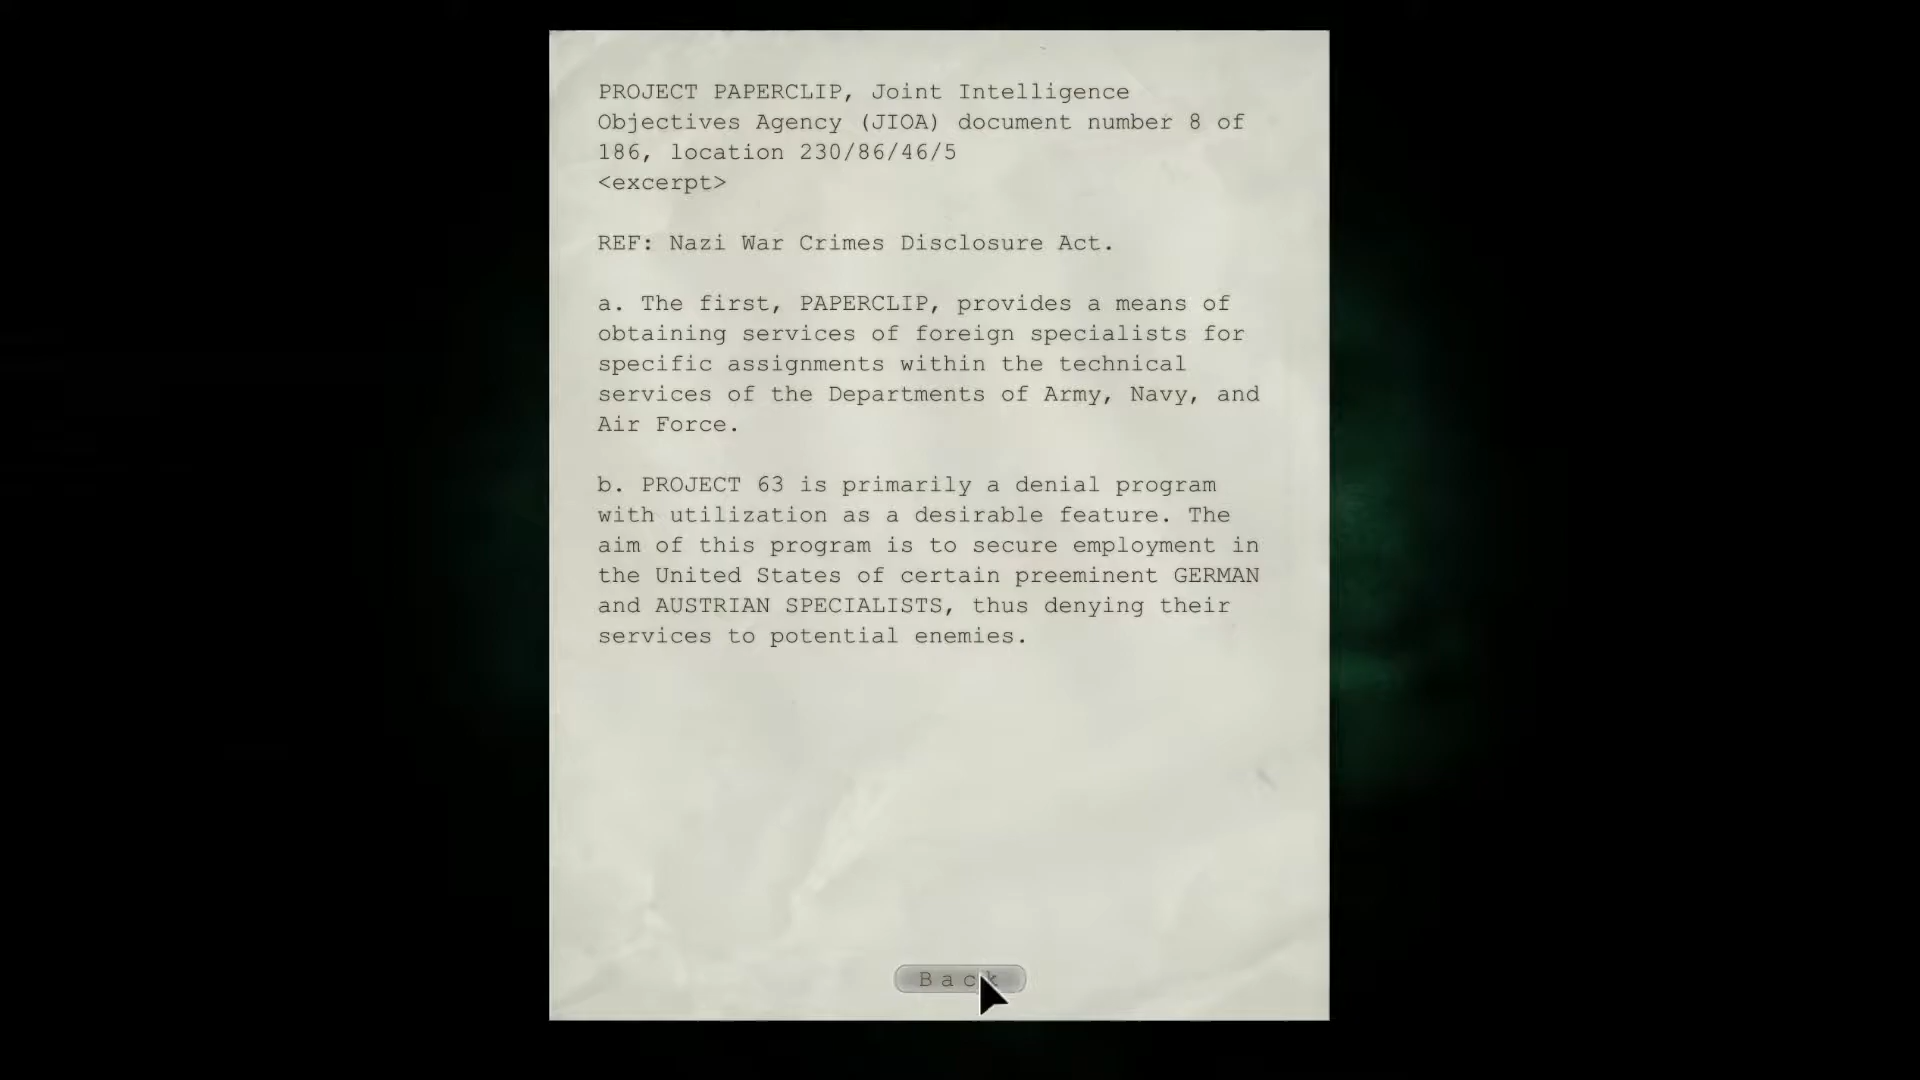 PROJECT PAPERCLIP, Joint Intelligence
Objectives Agency (JIOA) document number 8 of
186, location 230/86/46/5
<excerpt>
REF: Nazi War Crimes Disclosure Act.
a. The first, PAPERCLIP, provides a means of
obtaining services of foreign specialists for
specific assignments within the technical
services of the Departments of Army, Navy, and
Air Force.
b. PROJECT 63 is primarily a denial program
with utilization as a desirable feature. The
aim of this program is to secure employment in
the United States of certain preeminent GERMAN
and AUSTRIAN SPECIALISTS, thus denying their
services to potential enemies.
Back